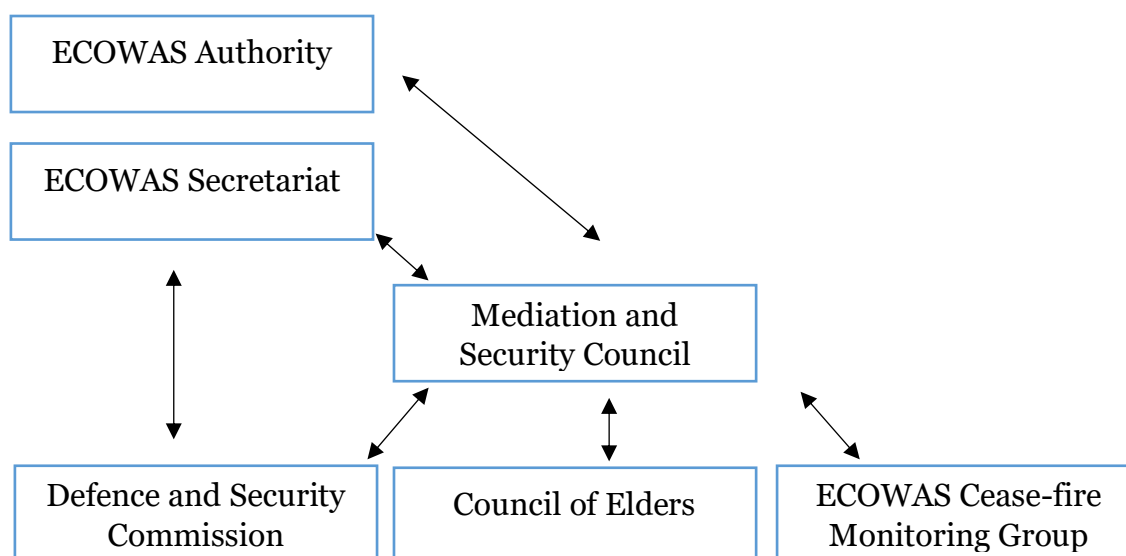 ECOWAS Authority
ECOWAS Secretariat
Mediation and
Security Council
Defence and Security
Commission
Council of Elders
ECOWAS Cease-fire
Monitoring Group